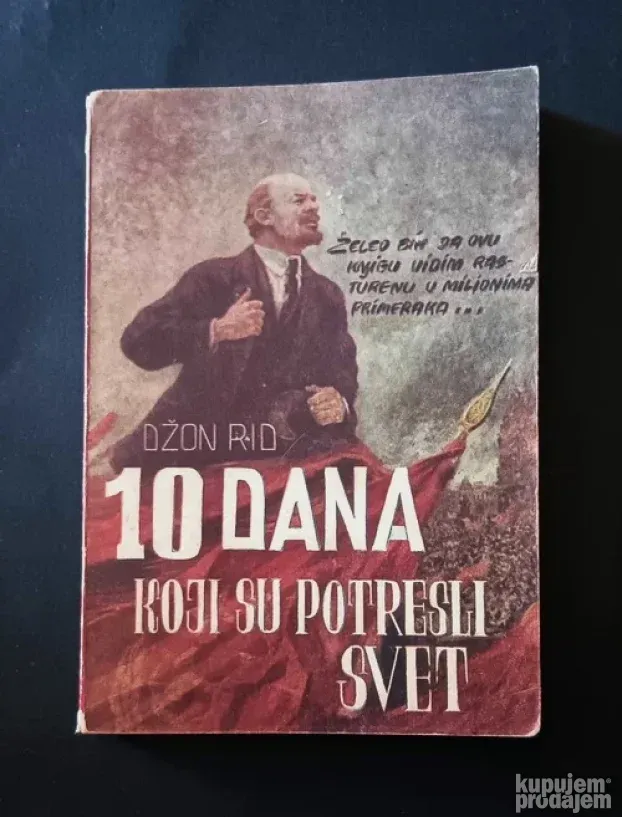 ŽELEO BIH DA OVU
KNJIGU VIDIM RAS-
TURENU U MILIONIMA
PRIMERAKA...
DŽON RID
10 DANA
KOJI SU POTRESLI
SVET
kupujem
prodajem